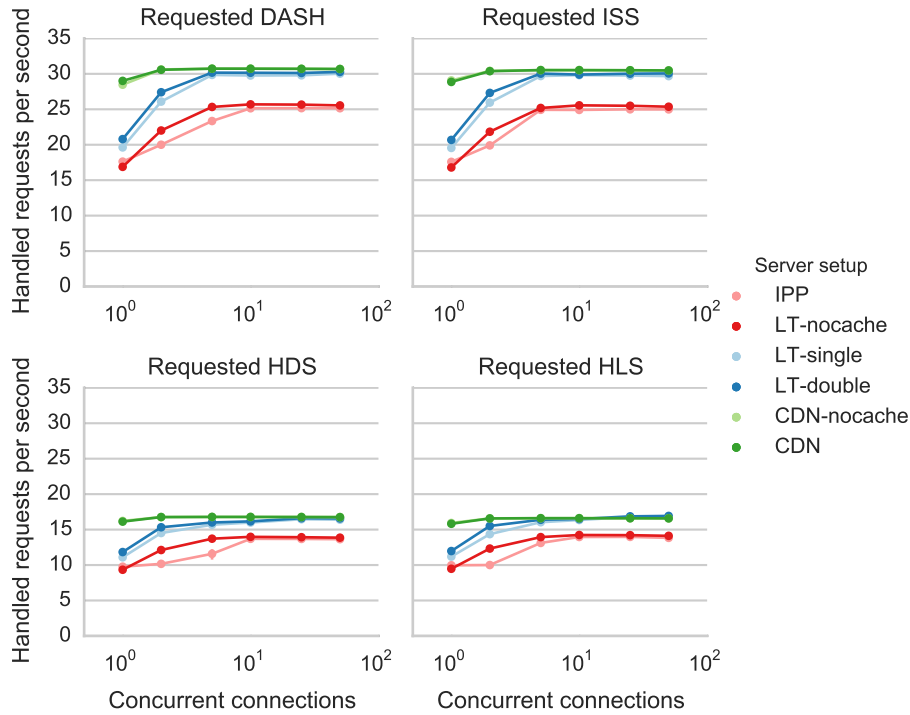 Requested DASH
Requested ISS
Handled requests per second
35
30
25
20
15
10
5
0
10^0
10^1
10^2
10^0
10^1
10^2
Server setup
IPP
LT-nocache
LT-single
LT-double
CDN-nocache
CDN
Requested HDS
Requested HLS
Handled requests per second
35
30
25
20
15
10
5
0
10^0
10^1
10^2
10^0
10^1
10^2
Concurrent connections
Concurrent connections